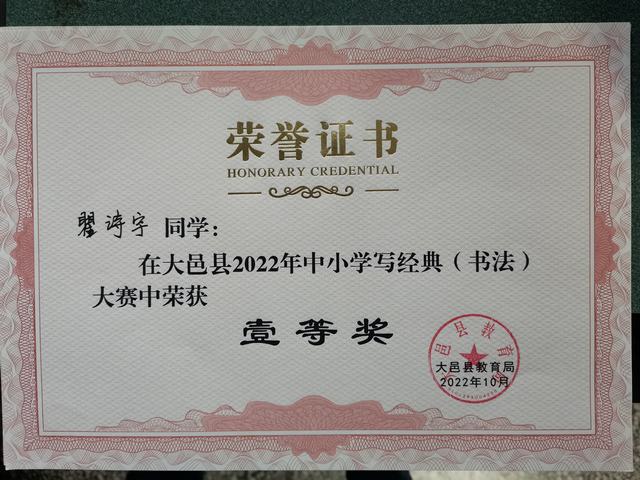 荣誉证书
HONORARY CREDENTIAL
翟诗宇 同学：
在大邑县2022年中小学写经典（书法）
大赛中荣获
壹等奖
大邑县教育局
大邑县教育局
2022年10月